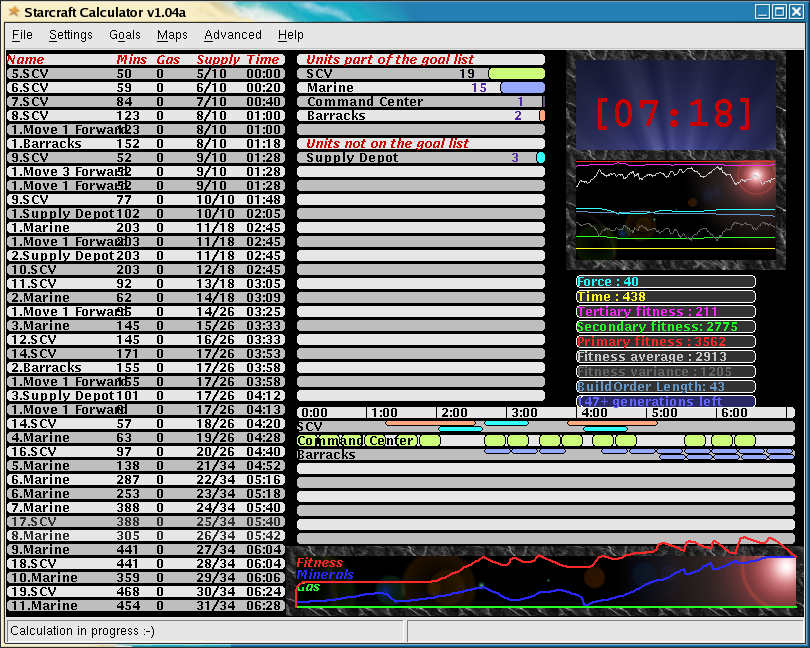 Starcraft Calculator v1.04a
File Settings Goals Maps Advanced Help
Name Mins Gas Supply Time
5.SCV 50 0 5/10 00:00
6.SCV 59 0 6/10 00:20
7.SCV 84 0 7/10 00:40
8.SCV 123 0 8/10 01:00
1.Move 1 Forward 123 0 8/10 01:00
1.Barracks 152 0 8/10 01:18
9.SCV 52 0 9/10 01:28
1.Move 3 Forward 52 0 9/10 01:28
1.Move 1 Forward 52 0 9/10 01:28
9.SCV 77 0 10/10 01:48
1.Supply Depot 102 0 10/10 02:05
1.Marine 203 0 11/18 02:45
1.Move 1 Forward 203 0 11/18 02:45
2.Supply Depot 203 0 11/18 02:45
10.SCV 203 0 12/18 02:45
11.SCV 92 0 13/18 03:05
2.Marine 62 0 14/18 03:09
1.Move 1 Forward 95 0 14/26 03:25
3.Marine 145 0 15/26 03:33
12.SCV 145 0 16/26 03:33
14.SCV 171 0 17/26 03:53
2.Barracks 155 0 17/26 03:58
1.Move 1 Forward 155 0 17/26 03:58
3.Supply Depot 101 0 17/26 04:12
1.Move 1 Forward 0 17/26 04:13
14.SCV 57 0 18/26 04:20
4.Marine 63 0 19/26 04:28
16.SCV 97 0 20/26 04:40
5.Marine 138 0 21/34 04:52
6.Marine 287 0 22/34 05:16
6.Marine 253 0 23/34 05:18
7.Marine 388 0 24/34 05:40
17.SCV 388 0 25/34 05:40
8.Marine 305 0 26/34 05:42
9.Marine 441 0 27/34 06:04
18.SCV 441 0 28/34 06:04
10.Marine 359 0 29/34 06:06
19.SCV 468 0 30/34 06:24
11.Marine 454 0 31/34 06:28
Units part of the goal list
SCV 19
Marine 15
Command Center 1
Barracks 2
Units not on the goal list
Supply Depot 3
[07:18]
Force : 40
Time : 438
Tertiary fitness : 211
Secondary fitness: 2775
Primary fitness : 3562
Fitness average : 2913
Fitness variance : 1205
BuildOrder Length: 43
147+ generations left
0:00 1:00 2:00 3:00 4:00 5:00 6:00
SCV
Command Center
Barracks
Fitness
Minerals
Gas
Calculation in progress :-)